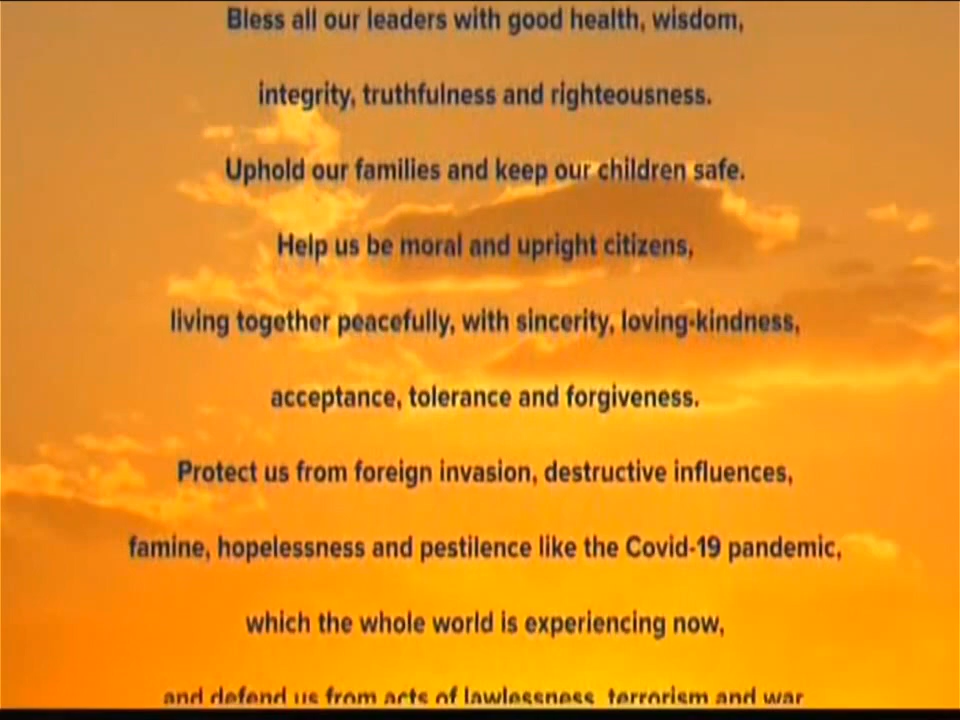 Bless all our leaders with good health, wisdom,
integrity, truthfulness and righteousness.
Uphold our families and keep our children safe.
Help us be moral and upright citizens,
living together peacefully, with sincerity, loving-kindness,
acceptance, tolerance and forgiveness.
Protect us from foreign invasion, destructive influences,
famine, hopelessness and pestilence like the Covid-19 pandemic,
which the whole world is experiencing now,
and defend us from acts of lawlessness, terrorism and war